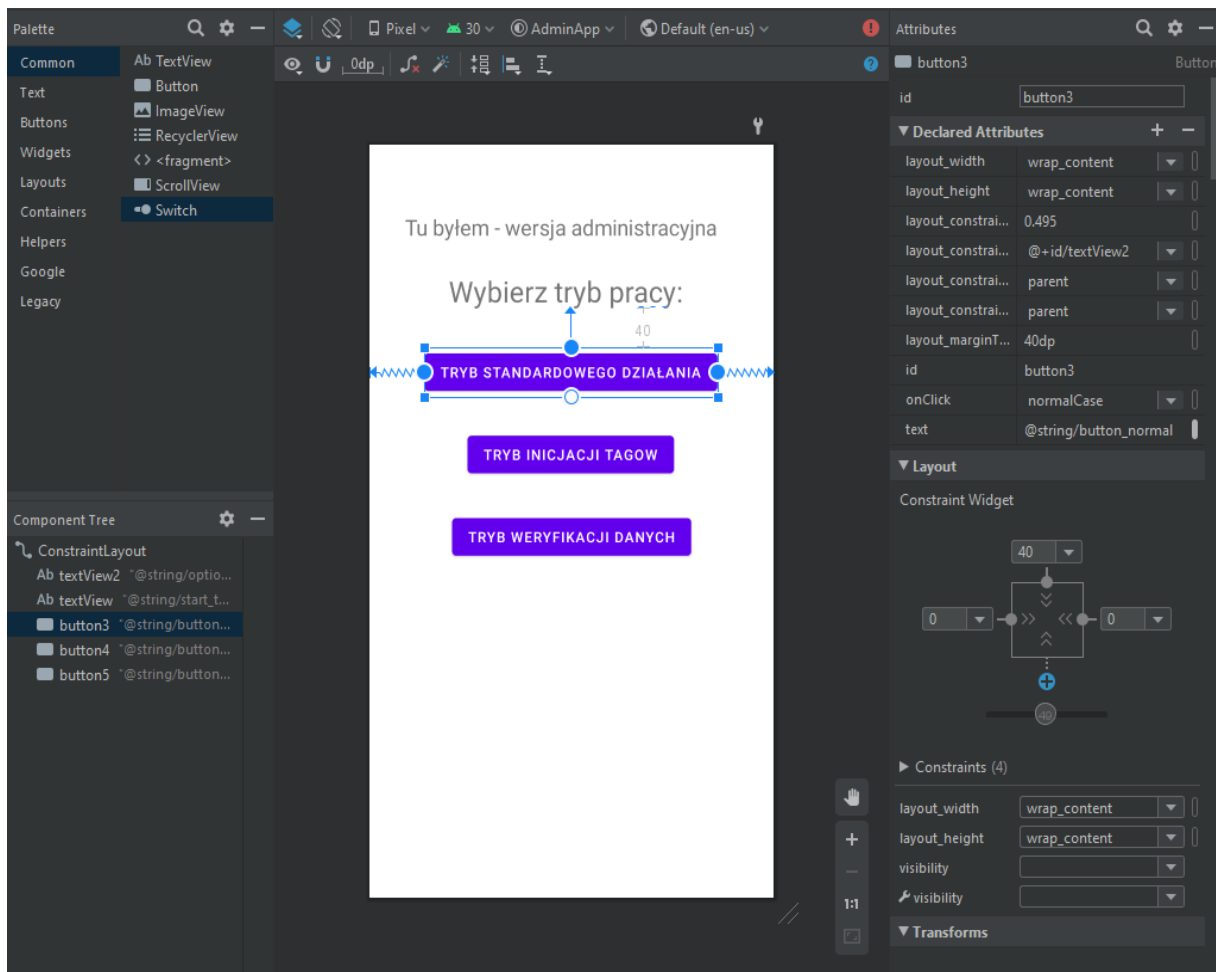 Palette
Pixel 30 AdminApp Default (en-us)
Attributes
Common
Text
Buttons
Widgets
Layouts
Containers
Helpers
Google
Legacy
Ab TextView
Button
ImageView
RecyclerView
<> <fragment>
ScrollView
Switch
0dp
Tu byłem - wersja administracyjna
Wybierz tryb pracy:
40
TRYB STANDARDOWEGO DZIAŁANIA
TRYB INICJACJI TAGOW
TRYB WERYFIKACJI DANYCH
1:1
Component Tree
ConstraintLayout
Ab textView2 "@string/optio...
Ab textView "@string/start_t...
button3 "@string/button...
button4 "@string/button...
button5 "@string/button...
button3 Button
id button3
Declared Attributes
layout_width wrap_content
layout_height wrap_content
layout_constrai... 0.495
layout_constrai... @+id/textView2
layout_constrai... parent
layout_constrai... parent
layout_marginT... 40dp
id button3
onClick normalCase
text @string/button_normal
Layout
Constraint Widget
40
0 0
49
Constraints (4)
layout_width wrap_content
layout_height wrap_content
visibility
visibility
Transforms